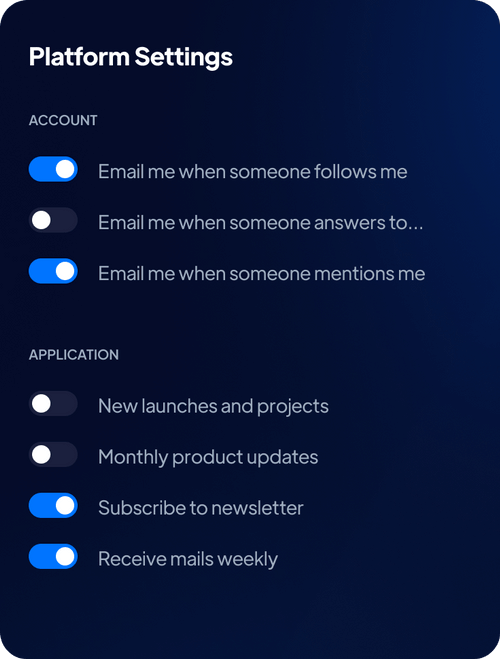 Platform Settings
ACCOUNT
Email me when someone follows me
Email me when someone answers to...
Email me when someone mentions me
APPLICATION
New launches and projects
Monthly product updates
Subscribe to newsletter
Receive mails weekly